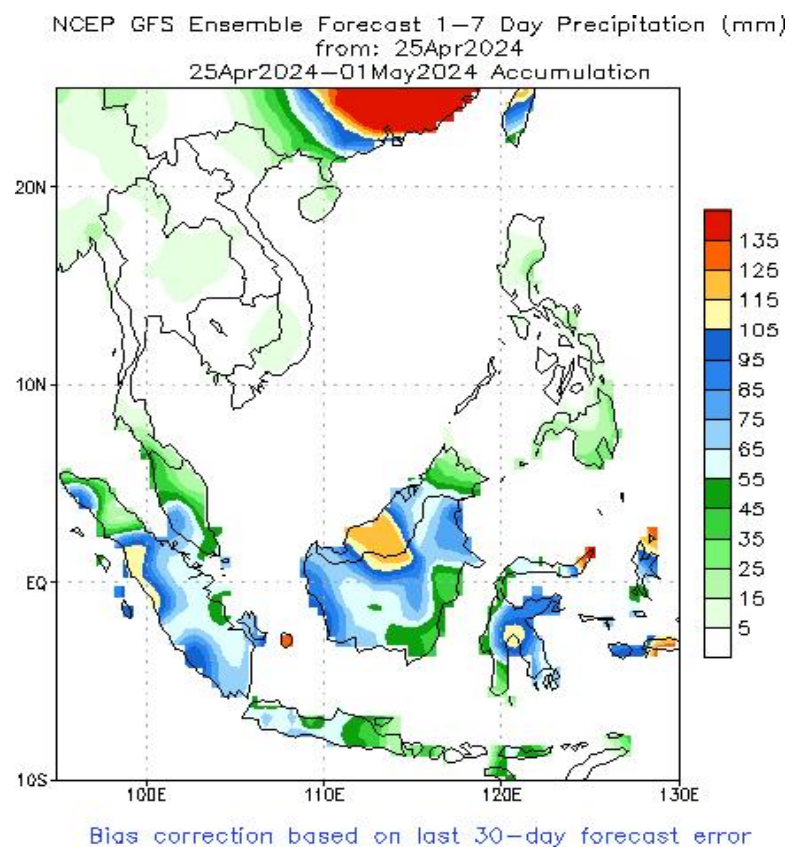 NCEP GFS Ensemble Forecast 1-7 Day Precipitation (mm)
from: 25Apr2024
25Apr2024-01May2024 Accumulation
20N
10N
EQ
10S
100E
110E
120E
130E
135
125
115
105
95
85
75
65
55
45
35
25
15
5
Bias correction based on last 30-day forecast error